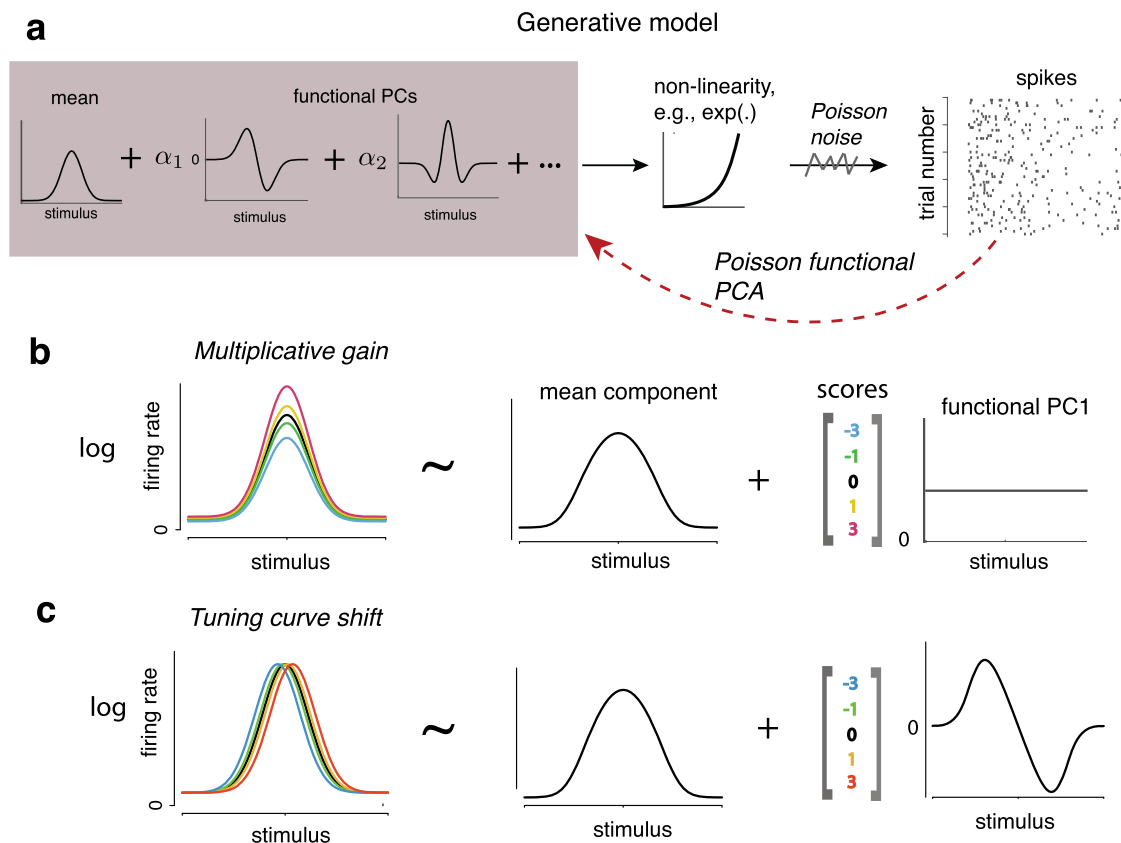 a
Generative model
mean
functional PCs
stimulus
+ α1
0
stimulus
+ α2
stimulus
+ ...
non-linearity,
e.g., exp(.)
Poisson
noise
spikes
trial number
Poisson functional
PCA
b
Multiplicative gain
log
firing rate
0
stimulus
~
mean component
stimulus
+
scores
-3
-1
0
1
3
functional PC1
0
stimulus
c
Tuning curve shift
log
firing rate
0
stimulus
~
stimulus
+
-3
-1
0
1
3
0
stimulus